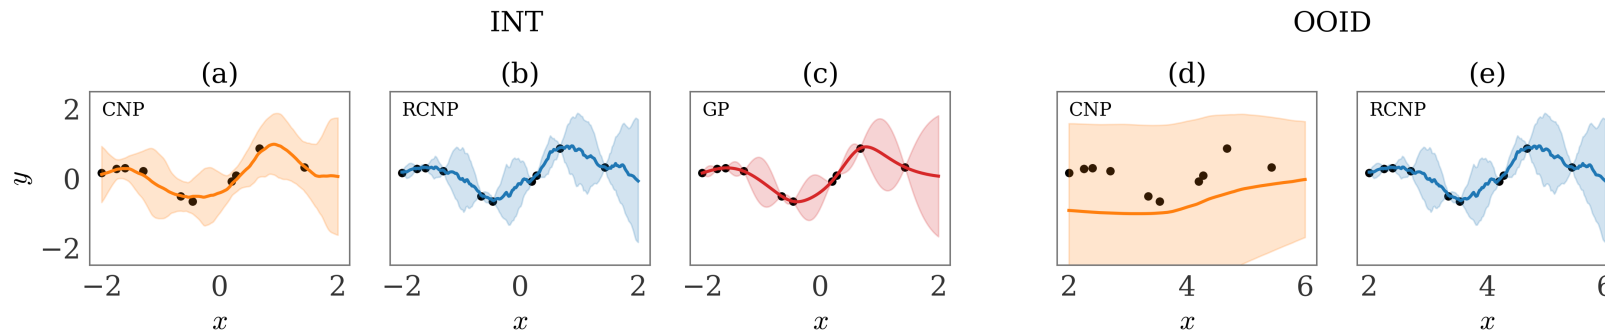 INT OOID
(a) (b) (c) (d) (e)
CNP RCNP GP CNP RCNP
2
0
−2
y
−2 0 2 −2 0 2 −2 0 2 2 4 6 2 4
x x x x x